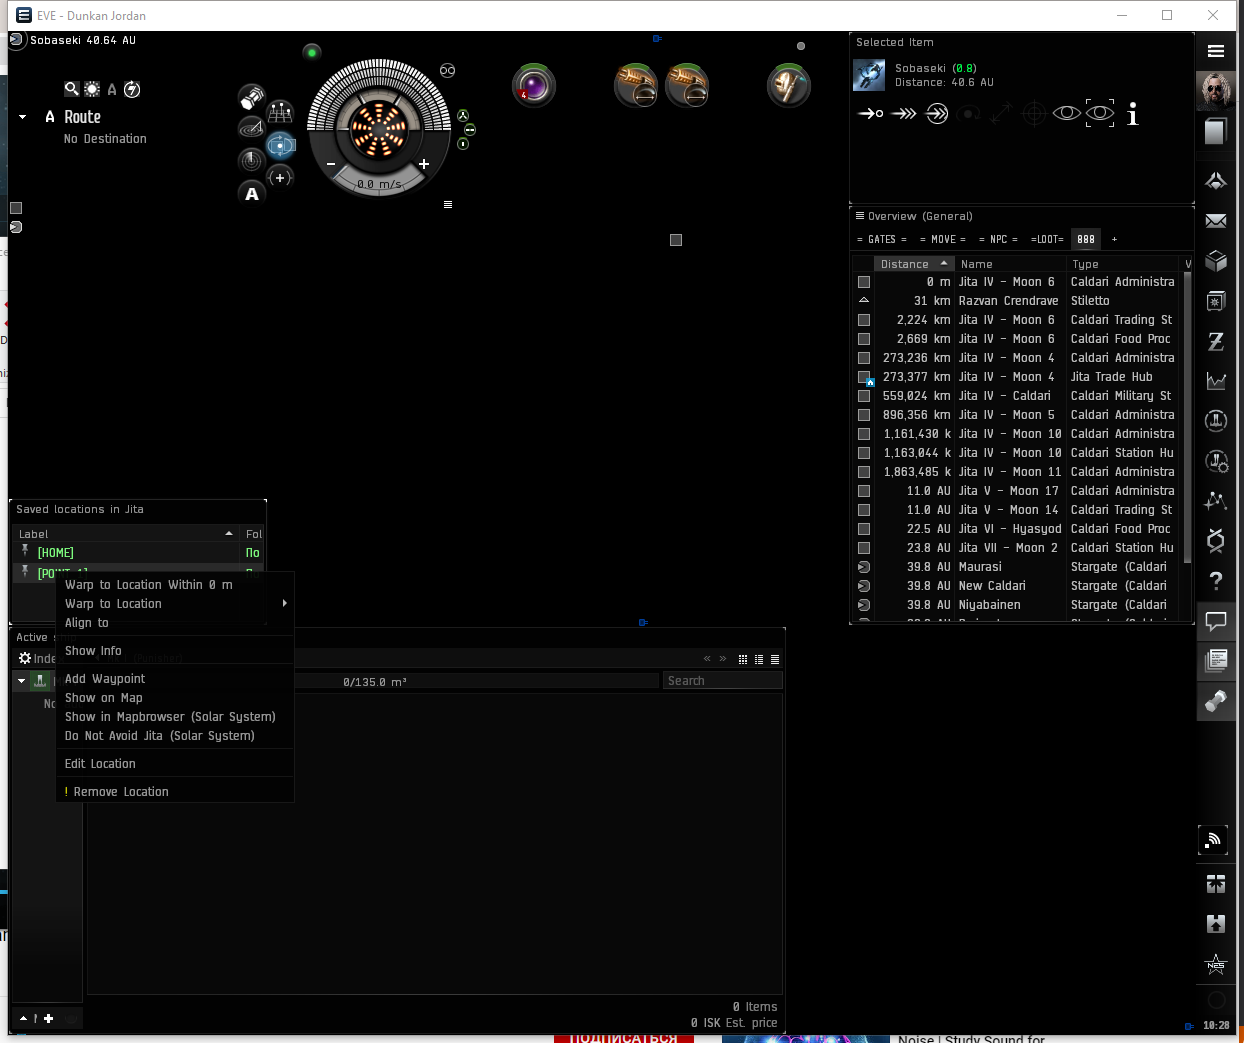 EVE - Dunkan Jordan
Sobaseki 40.64 AU
A
A Route
No Destination
A
0.0 m/s
4
Selected Item
Sobaseki (0.8)
Distance: 40.6 AU
Overview (General)
= GATES = = MOVE = = NPC = =LOOT= 888 +
Distance Name Type V
0 m Jita IV - Moon 6 Caldari Administra
31 km Razvan Crendrave Stiletto
2,224 km Jita IV - Moon 6 Caldari Trading St
2,669 km Jita IV - Moon 6 Caldari Food Proc
273,236 km Jita IV - Moon 4 Caldari Administra
273,377 km Jita IV - Moon 4 Jita Trade Hub
559,024 km Jita IV - Caldari Caldari Military St
896,356 km Jita IV - Moon 5 Caldari Administra
1,161,430 k Jita IV - Moon 10 Caldari Administra
1,163,044 k Jita IV - Moon 10 Caldari Station Hu
1,863,485 k Jita IV - Moon 11 Caldari Administra
11.0 AU Jita V - Moon 17 Caldari Administra
11.0 AU Jita V - Moon 14 Caldari Trading St
22.5 AU Jita VI - Hyasyod Caldari Food Proc
23.8 AU Jita VII - Moon 2 Caldari Station Hu
39.8 AU Maurasi Stargate (Caldari
39.8 AU New Caldari Stargate (Caldari
39.8 AU Niyabainen Stargate (Caldari
Saved locations in Jita
Label Fol
[HOME] По
Warp to Location Within 0 m
Warp to Location
Align to
Show Info
Add Waypoint
Show on Map
Show in Mapbrowser (Solar System)
Do Not Avoid Jita (Solar System)
Edit Location
! Remove Location
Active
Index
0/135.0 m³
Search
No
0 Items
0 ISK Est. price
NES
10:28
ПОДПИСАТЬСЯ
Noise | Study Sound for